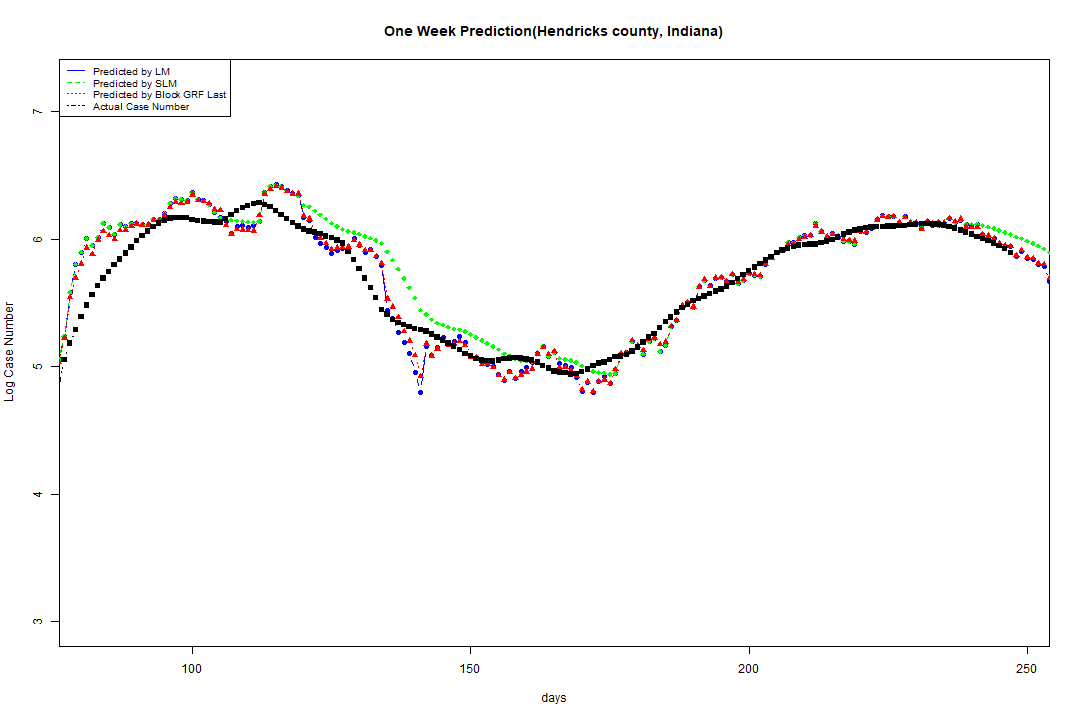 One Week Prediction(Hendricks county, Indiana)
Predicted by LM
Predicted by SLM
Predicted by Block GRF Last
Actual Case Number
7
6
5
4
3
Log Case Number
100 150 200 250
days